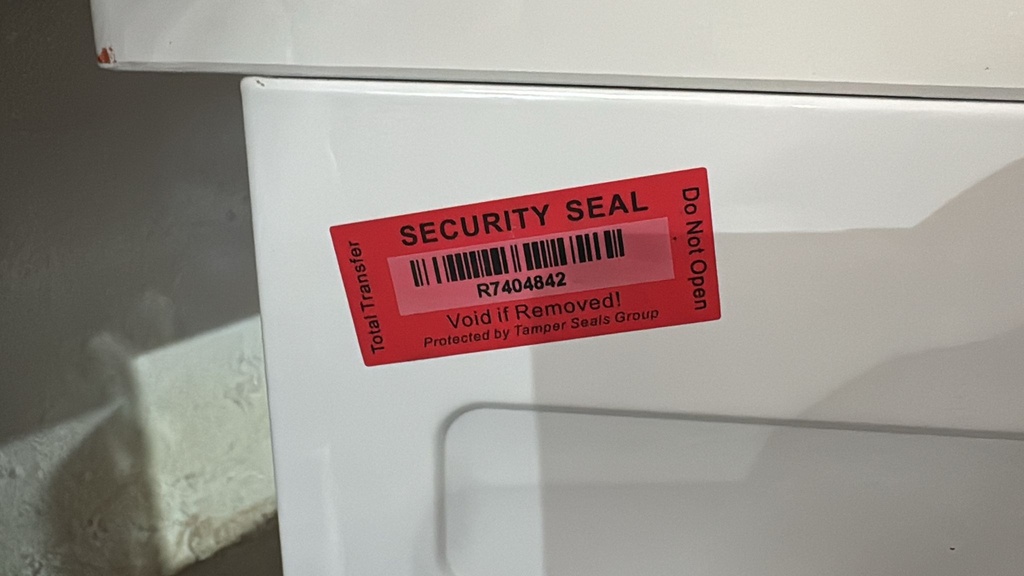 SECURITY SEAL
Total Transfer
R7404842
Do Not Open
Void if Removed!
Protected by Tamper Seals Group